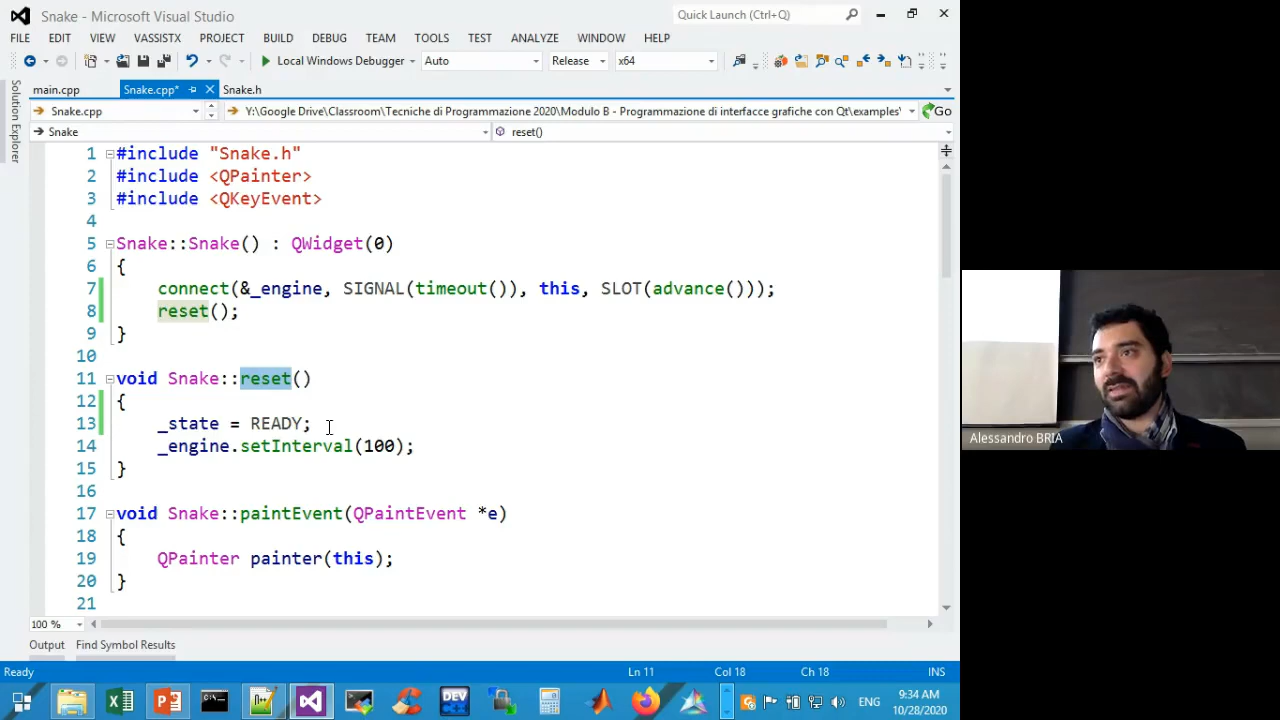 Snake - Microsoft Visual Studio
Quick Launch (Ctrl+Q)
FILE EDIT VIEW VASSISTX PROJECT BUILD DEBUG TEAM TOOLS TEST ANALYZE WINDOW HELP
Local Windows Debugger Auto Release x64
main.cpp Snake.cpp* Snake.h
Snake.cpp Y:\Google Drive\Classroom\Tecniche di Programmazione 2020\Modulo B - Programmazione di interfacce grafiche con Qt\examples\ Go
Snake reset()
Solution Explorer
1 #include "Snake.h"
2 #include <QPainter>
3 #include <QKeyEvent>
4
5 Snake::Snake() : QWidget(0)
6 {
7 connect(&_engine, SIGNAL(timeout()), this, SLOT(advance()));
8 reset();
9 }
10
11 void Snake::reset()
12 {
13 _state = READY;
14 _engine.setInterval(100);
15 }
16
17 void Snake::paintEvent(QPaintEvent *e)
18 {
19 QPainter painter(this);
20 }
21
Alessandro BRIA
100 %
Output Find Symbol Results
Ready Ln 11 Col 18 Ch 18 INS
DEV
ENG
9:34 AM
10/28/2020